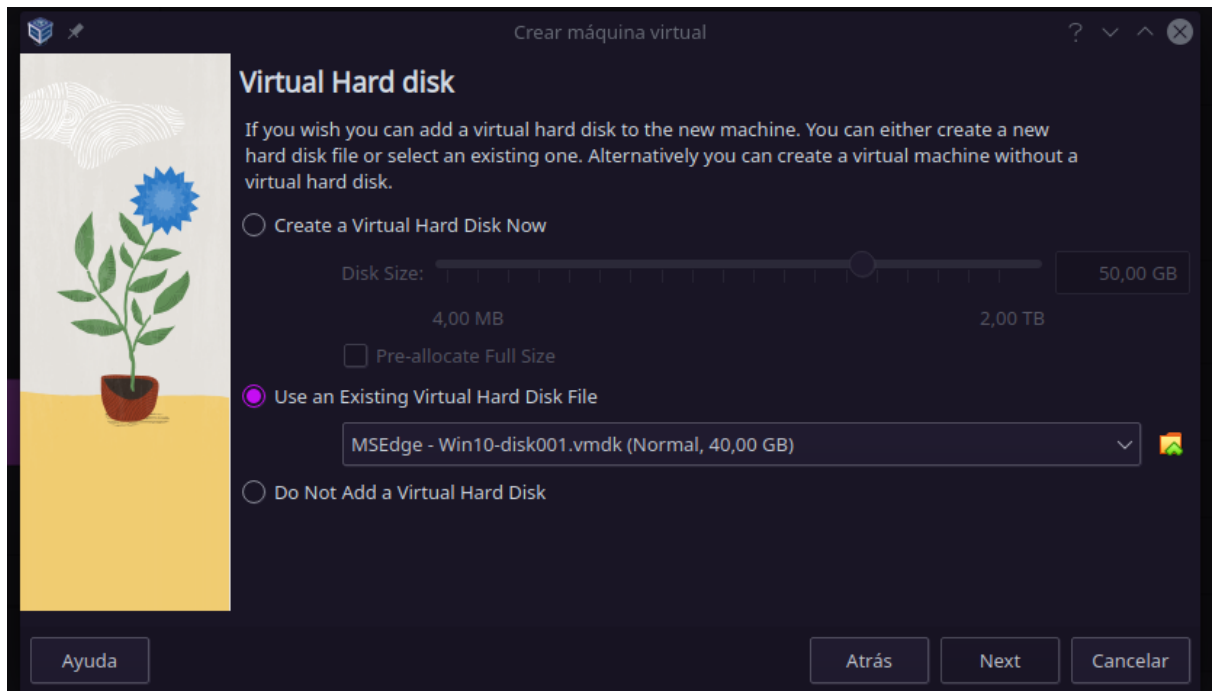 Crear máquina virtual
Virtual Hard disk
If you wish you can add a virtual hard disk to the new machine. You can either create a new
hard disk file or select an existing one. Alternatively you can create a virtual machine without a
virtual hard disk.
Create a Virtual Hard Disk Now
Disk Size:
50,00 GB
4,00 MB
2,00 TB
Pre-allocate Full Size
Use an Existing Virtual Hard Disk File
MSEdge - Win10-disk001.vmdk (Normal, 40,00 GB)
Do Not Add a Virtual Hard Disk
Ayuda
Atrás
Next
Cancelar